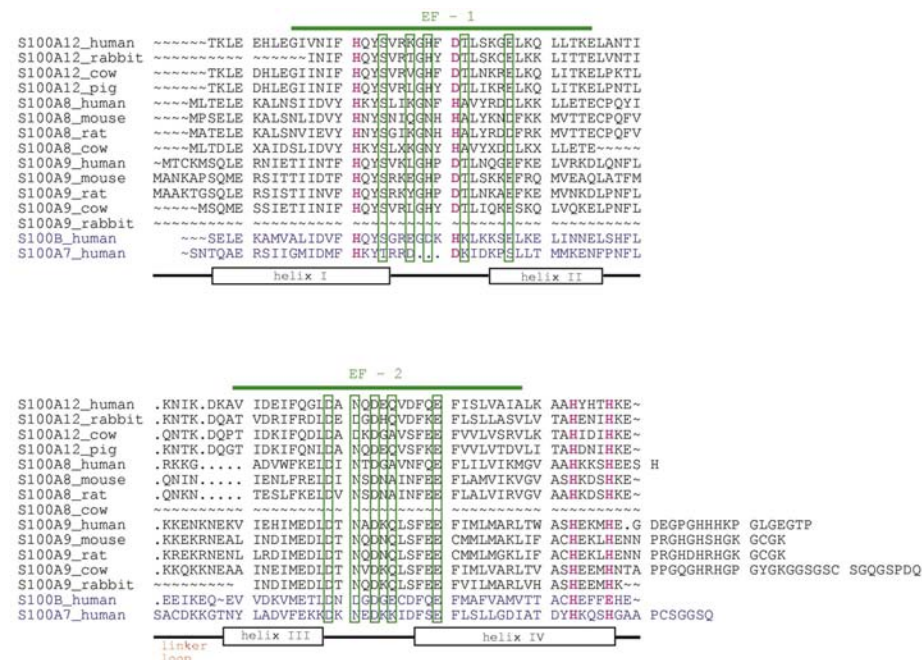 EF - 1
S100A12_human ~~~~~~TKLEE EHLEGIVNIF HQYSVRKGHF DTLSKGELKQ LLTKELANTI
S100A12_rabbit ~~~~~~~~~~~~~~~INIF HQYSVRTGHY DTLSKCELKK LITTELVNTI
S100A12_cow ~~~~~~TKLE DHLEGIINIF HQYSVRVGHF DTLNKRELKQ LITKELPKTL
S100A12_pig ~~~~~~TKLE DHLEGIINIF HQYSVRLGHY DTLIKRELKQ LITKELPNTL
S100A8_human ~~~~MLTELE KALNSIIDVY HKYSLIKGNF HAVYRDDLKK LLETECPQYI
S100A8_mouse ~~~~MPSELE KALSNLIDVY HNYSNIQGNH HALYKNDFKK MVTTECPQFV
S100A8_rat ~~~~MATELE KALSNVIEVY HNYSGIKGNH HALYRDDFRK MVTTECPQFV
S100A8_cow ~~~~MLTDLE XAIDSLIDVY HKYSLXKGNY HAVYXDDLKX LLETE~~~~~
S100A9_human ~MTCKMSQLE RNIETIINTF HQYSVKLGHP DTLNQGEFKE LVRKDLQNFL
S100A9_mouse MANKAPSQME RSITTIIDTF HQYSRKEGHP DTLSKKEFRQ MVEAQLATFM
S100A9_rat MAAKTGSQLE RSISTIINVF HQYSRKYGHP DTLNKAEFKE MVNKDLPNFL
S100A9_cow ~~~~MSQME SSIETIINIF HQYSVRLGHY DTLIQKESKQ LVQKELPNFL
S100A9_rabbit ~~~~~~~~~~ ~~~~~~~~~~ ~~~~~~~~~~ ~~~~~~~~~~ ~~~~~~~~~~
S100B_human ~~~SELE KAMVALIDVF HQYSGREGDK HKLKKSELKE LINNELSHFL
S100A7_human ~SNTQAE RSIIGMIDMF HKYTRRD... DKIDKPSLLT MMKENFPNFL
helix I helix II
EF - 2
S100A12_human .KNIK.DKAV IDEIFQGLDA NQDEQVDFQE FISLVAIALK AAHYHTHKE~
S100A12_rabbit .KNTK.DQAT VDRIFRDLDE DGDHQVDFKE FLSLLASVLV TAHENIHKE~
S100A12_cow .QNTK.DQPT IDKIFQDLDA DKDGAVSFEE FVVLVSRVLK TAHIDIHKE~
S100A12_pig .KNTKDQGT IDKIFQNLDA NQDEQVSFKE FVVLVTDVLI TAHDNIHKE~
S100A8_human .RKKG..... ADVWFKELDI NTDGAVNFQE FLILVIKMGV AAHKKSHEES H
S100A8_mouse .QNIN..... IENLFRELDI NSDNAINFEE FLAMVIKVGV ASHKDSHKE~
S100A8_rat .QNKN..... TESLFKELDV NSDNAINFEE FLALVIRVGV AAHKDSHKE~
S100A8_cow ~~~~~~~~~~ ~~~~~~~~~~ ~~~~~~~~~~ ~~~~~~~~~~ ~~~~~~~~~~
S100A9_human .KKENKNEKV IEHIMEDLDT NADKQLSFEE FIMLMARLTW ASHEKMHE.G DEGPGHHHKP GLGEGTP
S100A9_mouse .KKEKRNEAL INDIMEDLDT NQDNQLSFEE CMMLMAKLIF ACHEKLHENN PRGHGHSHGK GCGK
S100A9_rat .KREKRNENL LRDIMEDLDT NQDNQLSFEE CMMLMGKLIF ACHEKLHENN PRGHDHRHGK GCGK
S100A9_cow .KKQKKNEAA INDIMEDLDT NVDKQLSFEE FIMLVARLTV ASHEEMHNTA PPGQGHRHGP GYGKGGSGSC SGQGSPDQ
S100A9_rabbit ~~~~~~~~~ INDIMEDLDT NQDKQLSFEE FVILMARLVH ASHEEMHK~~
S100B_human .EEIKEQ~EVV VDKVMETLDN DGDGECDFQE FMAFVAMVTT ACHEFFEHE~
S100A7_human SACDKKGTNY LADVFEKKDK NEDKKIDFSE FLSLLGDIAT DYHKQSHGAA PCSGGSQ
helix III helix IV
linker
loop